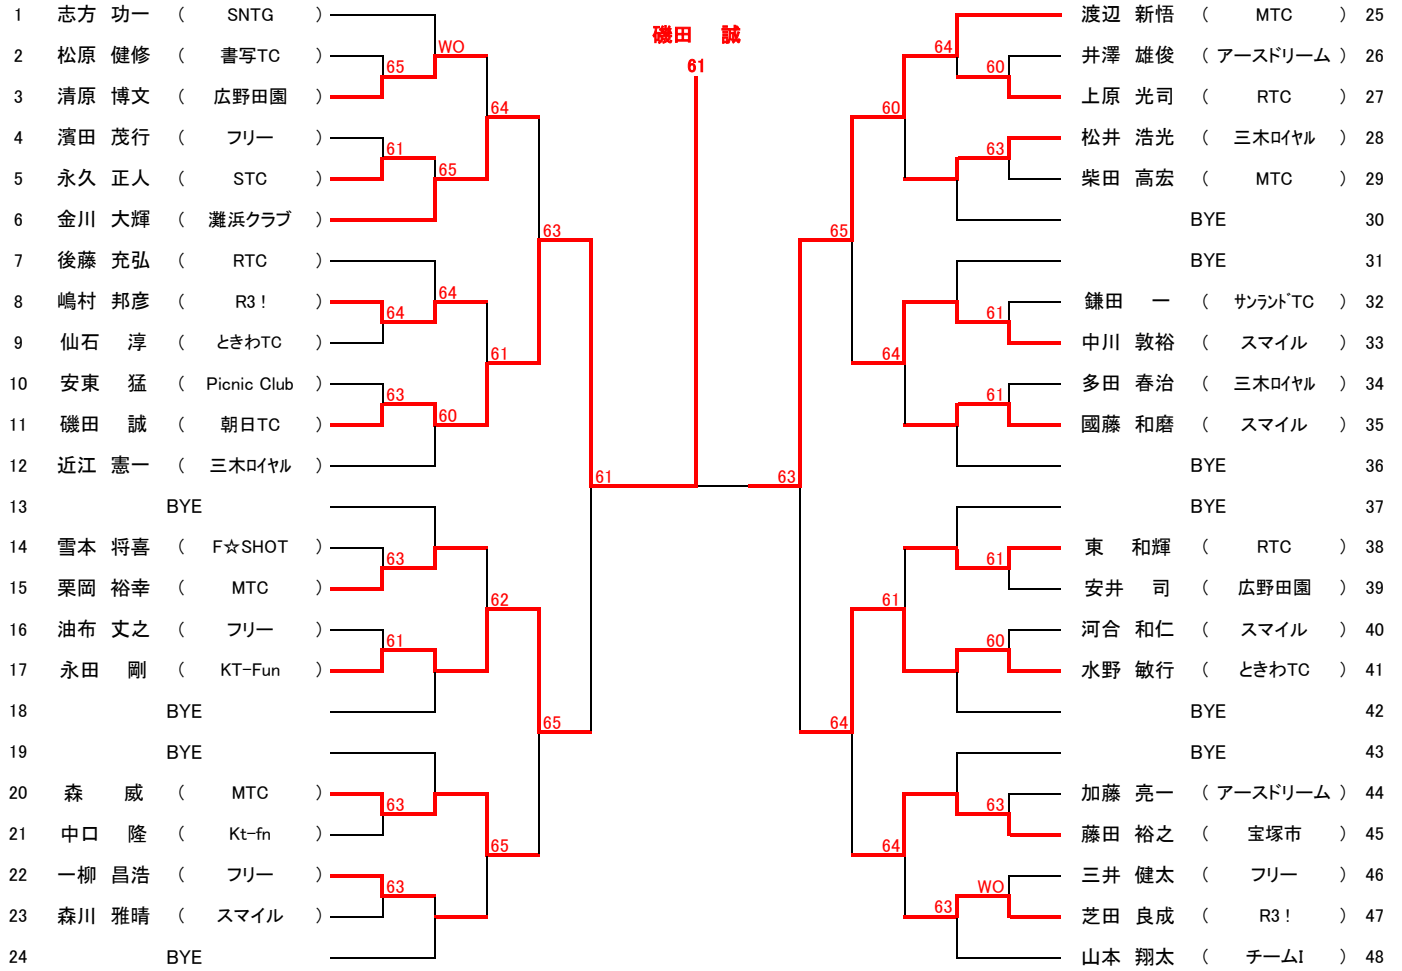 磯田 誠
61
1 志方 功一 ( SNTG )
2 松原 健修 ( 書写TC )
3 清原 博文 ( 広野田園 )
4 濱田 茂行 ( フリー )
5 永久 正人 ( STC )
6 金川 大輝 ( 灘浜クラブ )
7 後藤 充弘 ( RTC )
8 嶋村 邦彦 ( R3! )
9 仙石 淳 ( ときわTC )
10 安東 猛 ( Picnic Club )
11 磯田 誠 ( 朝日TC )
12 近江 憲一 ( 三木ロイヤル )
13 BYE
14 雪本 将喜 ( F☆SHOT )
15 栗岡 裕幸 ( MTC )
16 油布 丈之 ( フリー )
17 永田 剛 ( KT-Fun )
18 BYE
19 BYE
20 森 威 ( MTC )
21 中口 隆 ( Kt-fn )
22 一柳 昌浩 ( フリー )
23 森川 雅晴 ( スマイル )
24 BYE
65
61
64
63
63
61
63
63
WO
65
64
60
64
61
62
65
63
65
61
渡辺 新悟 ( MTC ) 25
井澤 雄俊 ( アースドリーム ) 26
上原 光司 ( RTC ) 27
松井 浩光 ( 三木ロイヤル ) 28
柴田 高宏 ( MTC ) 29
BYE 30
BYE 31
鎌田 一 ( サンランドTC ) 32
中川 敦裕 ( スマイル ) 33
多田 春治 ( 三木ロイヤル ) 34
國藤 和磨 ( スマイル ) 35
BYE 36
BYE 37
東 和輝 ( RTC ) 38
安井 司 ( 広野田園 ) 39
河合 和仁 ( スマイル ) 40
水野 敏行 ( ときわTC ) 41
BYE 42
BYE 43
加藤 亮一 ( アースドリーム ) 44
藤田 裕之 ( 宝塚市 ) 45
三井 健太 ( フリー ) 46
芝田 良成 ( R3! ) 47
山本 翔太 ( チームI ) 48
60
63
61
61
61
60
63
WO
64
63
60
64
61
64
65
64
63